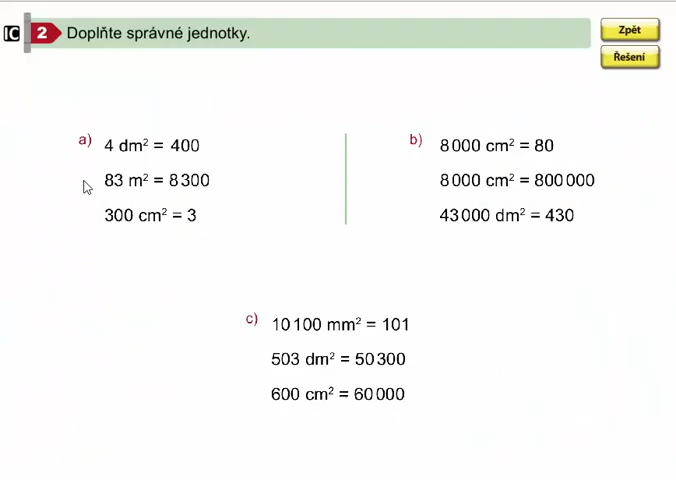 IC 2 Doplňte správné jednotky.
Zpět
Řešení
a) 4 dm² = 400
83 m² = 8 300
300 cm² = 3
b) 8 000 cm² = 80
8 000 cm² = 800 000
43 000 dm² = 430
c) 10 100 mm² = 101
503 dm² = 50 300
600 cm² = 60 000